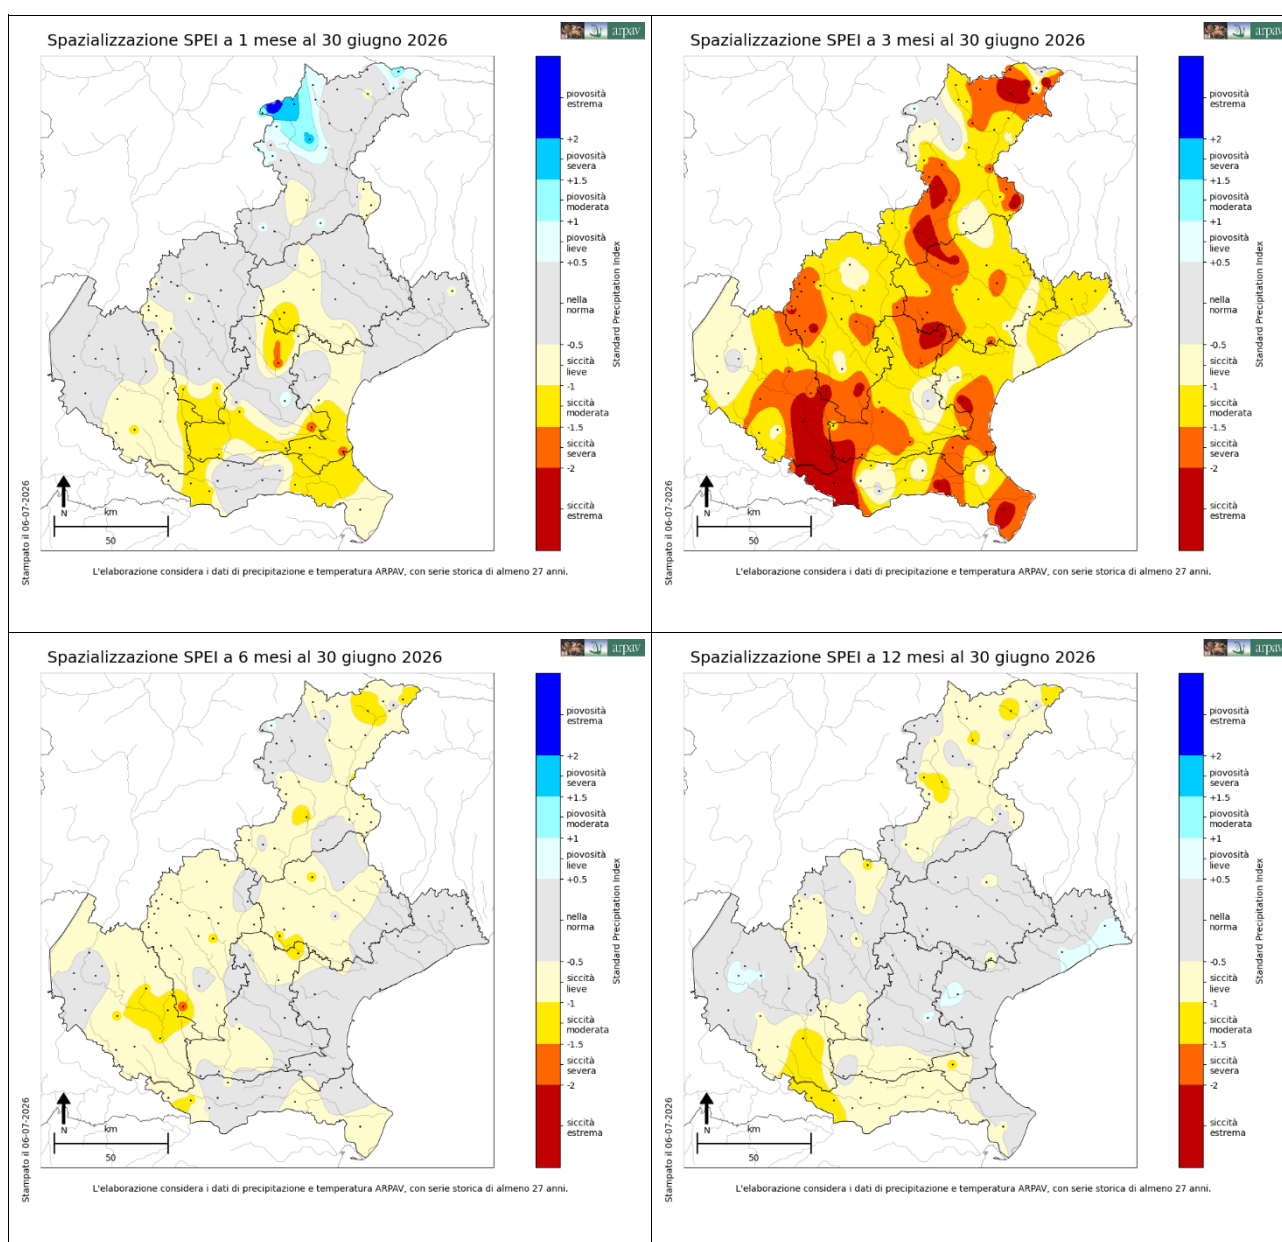 Spazializzazione SPEI a 1 mese al 30 giugno 2026
arpav
piovosità
estrema
+2
piovosità
severa
+1.5
piovosità
moderata
+1
piovosità
lieve
+0.5
nella
norma
-0.5
siccità
lieve
-1
siccità
moderata
-1.5
siccità
severa
-2
siccità
estrema
Standard Precipitation Index
N
km
50
Stampato il 06-07-2026
L'elaborazione considera i dati di precipitazione e temperatura ARPAV, con serie storica di almeno 27 anni.
Spazializzazione SPEI a 3 mesi al 30 giugno 2026
arpav
piovosità
estrema
+2
piovosità
severa
+1.5
piovosità
moderata
+1
piovosità
lieve
+0.5
nella
norma
-0.5
siccità
lieve
-1
siccità
moderata
-1.5
siccità
severa
-2
siccità
estrema
Standard Precipitation Index
N
km
50
Stampato il 06-07-2026
L'elaborazione considera i dati di precipitazione e temperatura ARPAV, con serie storica di almeno 27 anni.
Spazializzazione SPEI a 6 mesi al 30 giugno 2026
arpav
piovosità
estrema
+2
piovosità
severa
+1.5
piovosità
moderata
+1
piovosità
lieve
+0.5
nella
norma
-0.5
siccità
lieve
-1
siccità
moderata
-1.5
siccità
severa
-2
siccità
estrema
Standard Precipitation Index
N
km
50
Stampato il 06-07-2026
L'elaborazione considera i dati di precipitazione e temperatura ARPAV, con serie storica di almeno 27 anni.
Spazializzazione SPEI a 12 mesi al 30 giugno 2026
arpav
piovosità
estrema
+2
piovosità
severa
+1.5
piovosità
moderata
+1
piovosità
lieve
+0.5
nella
norma
-0.5
siccità
lieve
-1
siccità
moderata
-1.5
siccità
severa
-2
siccità
estrema
Standard Precipitation Index
N
km
50
Stampato il 06-07-2026
L'elaborazione considera i dati di precipitazione e temperatura ARPAV, con serie storica di almeno 27 anni.